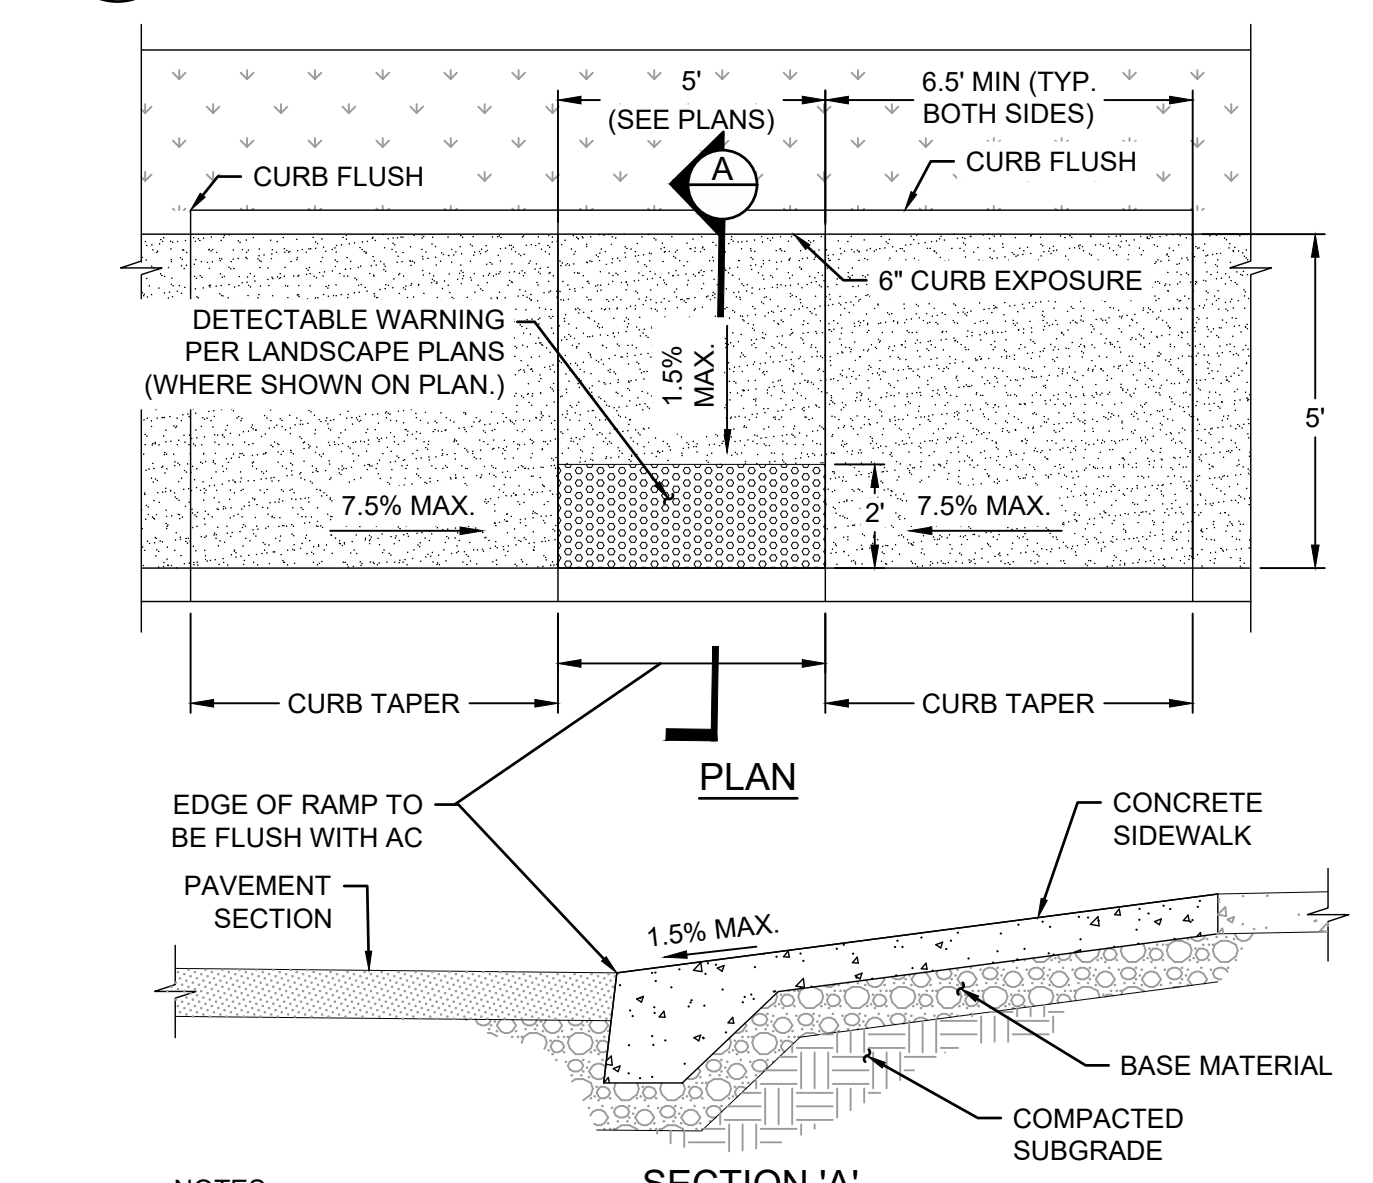 5'
(SEE PLANS)
6.5' MIN (TYP.
BOTH SIDES)
A
CURB FLUSH
CURB FLUSH
6" CURB EXPOSURE
DETECTABLE WARNING
PER LANDSCAPE PLANS
(WHERE SHOWN ON PLAN.)
1.5%
MAX.
5'
7.5% MAX.
2'
7.5% MAX.
CURB TAPER
CURB TAPER
PLAN
EDGE OF RAMP TO
BE FLUSH WITH AC
CONCRETE
SIDEWALK
PAVEMENT
SECTION
1.5% MAX.
BASE MATERIAL
COMPACTED
SUBGRADE
SECTION 'A'
NOTES